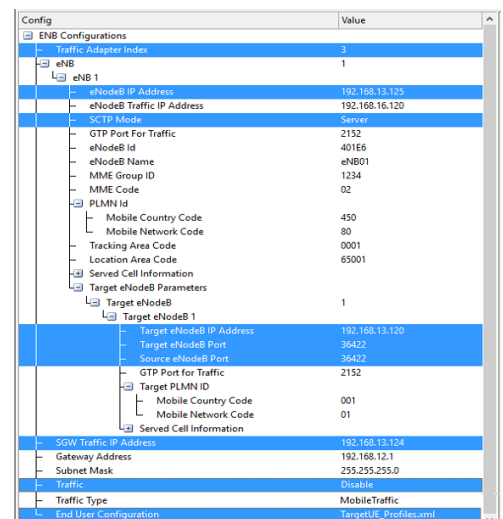 Config Value
ENB Configurations
Traffic Adapter Index 3
eNB 1
eNB 1
eNodeB IP Address 192.168.13.125
eNodeB Traffic IP Address 192.168.16.120
SCTP Mode Server
GTP Port For Traffic 2152
eNodeB Id 401E6
eNodeB Name eNB01
MME Group ID 1234
MME Code 02
PLMN Id
Mobile Country Code 450
Mobile Network Code 80
Tracking Area Code 0001
Location Area Code 65001
Served Cell Information
Target eNodeB Parameters
Target eNodeB 1
Target eNodeB 1
Target eNodeB IP Address 192.168.13.120
Target eNodeB Port 36422
Source eNodeB Port 36422
GTP Port for Traffic 2152
Target PLMN ID
Mobile Country Code 001
Mobile Network Code 01
Served Cell Information
SGW Traffic IP Address 192.168.13.124
Gateway Address 192.168.12.1
Subnet Mask 255.255.255.0
Traffic Disable
Traffic Type MobileTraffic
End User Configuration TargetUE_Profiles.xml